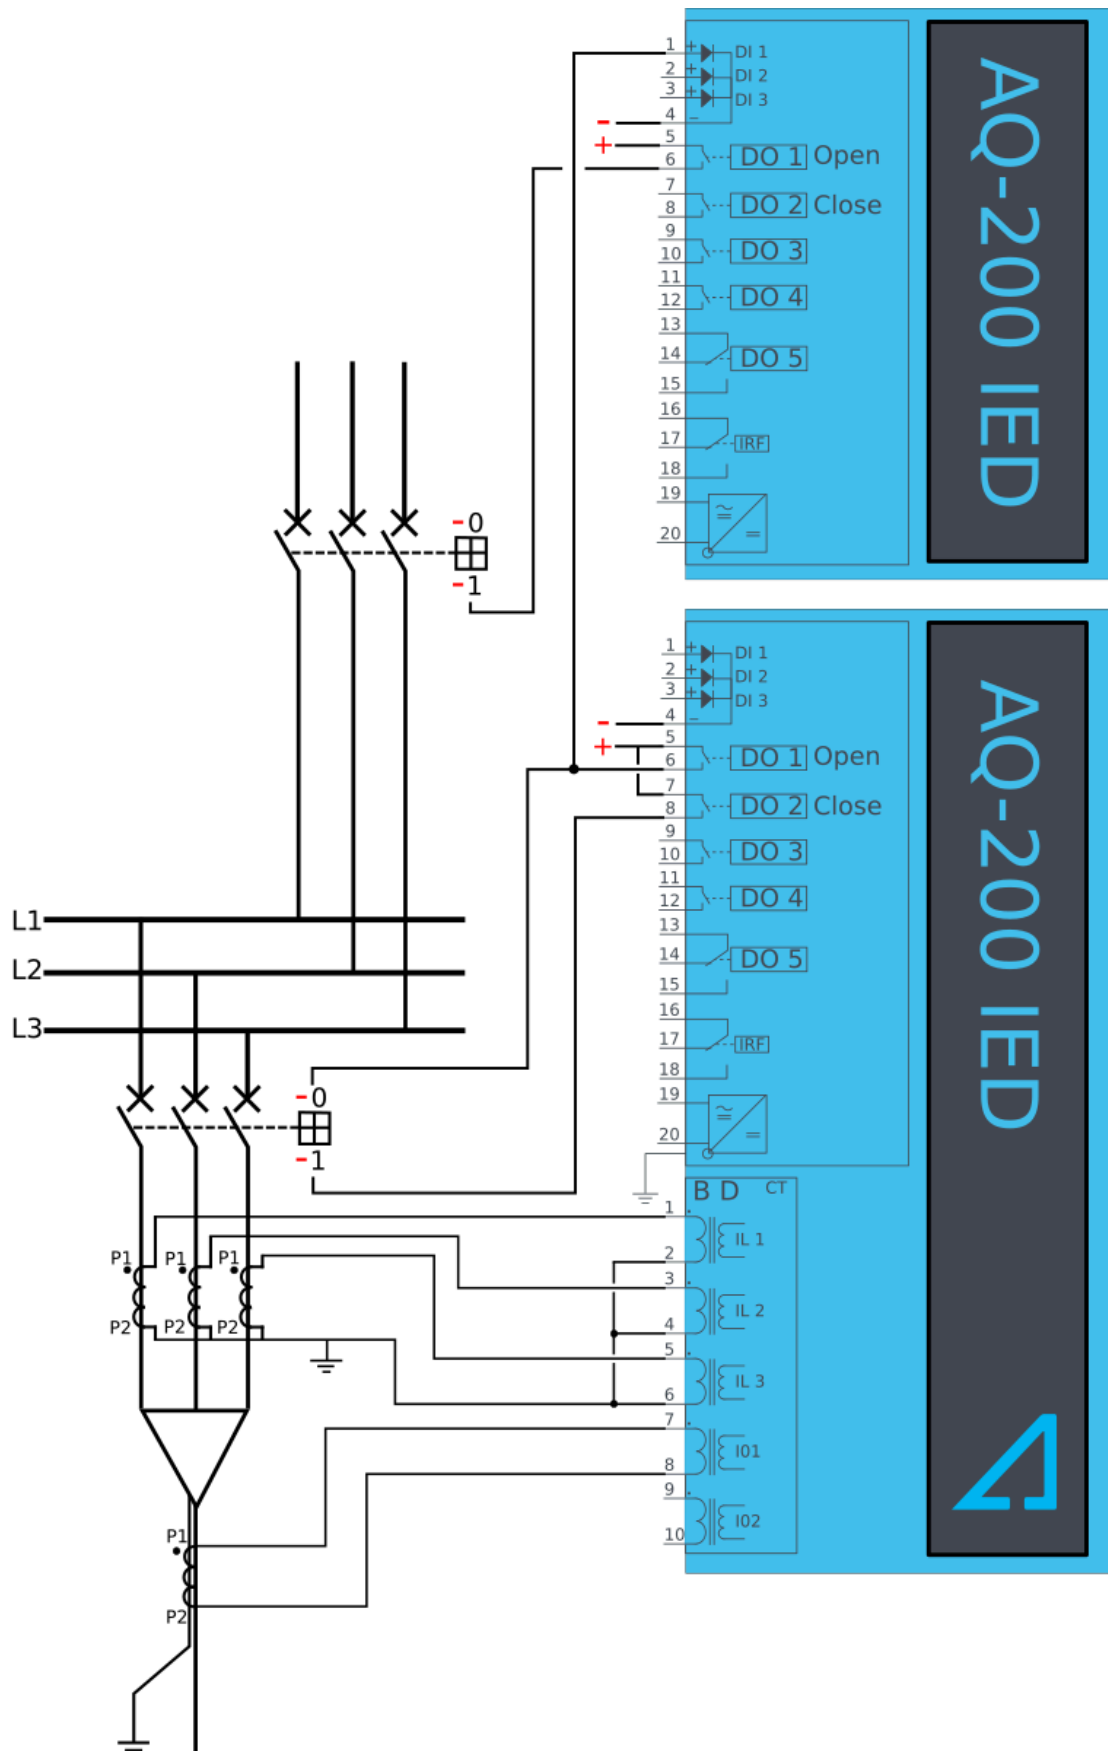 1 + DI 1
2 + DI 2
3 + DI 3
- 4 -
+ 5
6 DO 1 Open
7
8 DO 2 Close
9
10 DO 3
11
12 DO 4
13
14 DO 5
15
16
17 IRF
18
19
20
AQ-200 IED
-0
-1
1 + DI 1
2 + DI 2
3 + DI 3
- 4 -
+ 5
6 DO 1 Open
7
8 DO 2 Close
9
10 DO 3
11
12 DO 4
13
14 DO 5
15
16
17 IRF
18
19
20
AQ-200 IED
L1
L2
L3
-0
-1
B D CT
1
IL 1
2
3
IL 2
4
5
IL 3
6
7
I01
8
9
I02
10
P1 P1 P1
P2 P2 P2
P1
P2